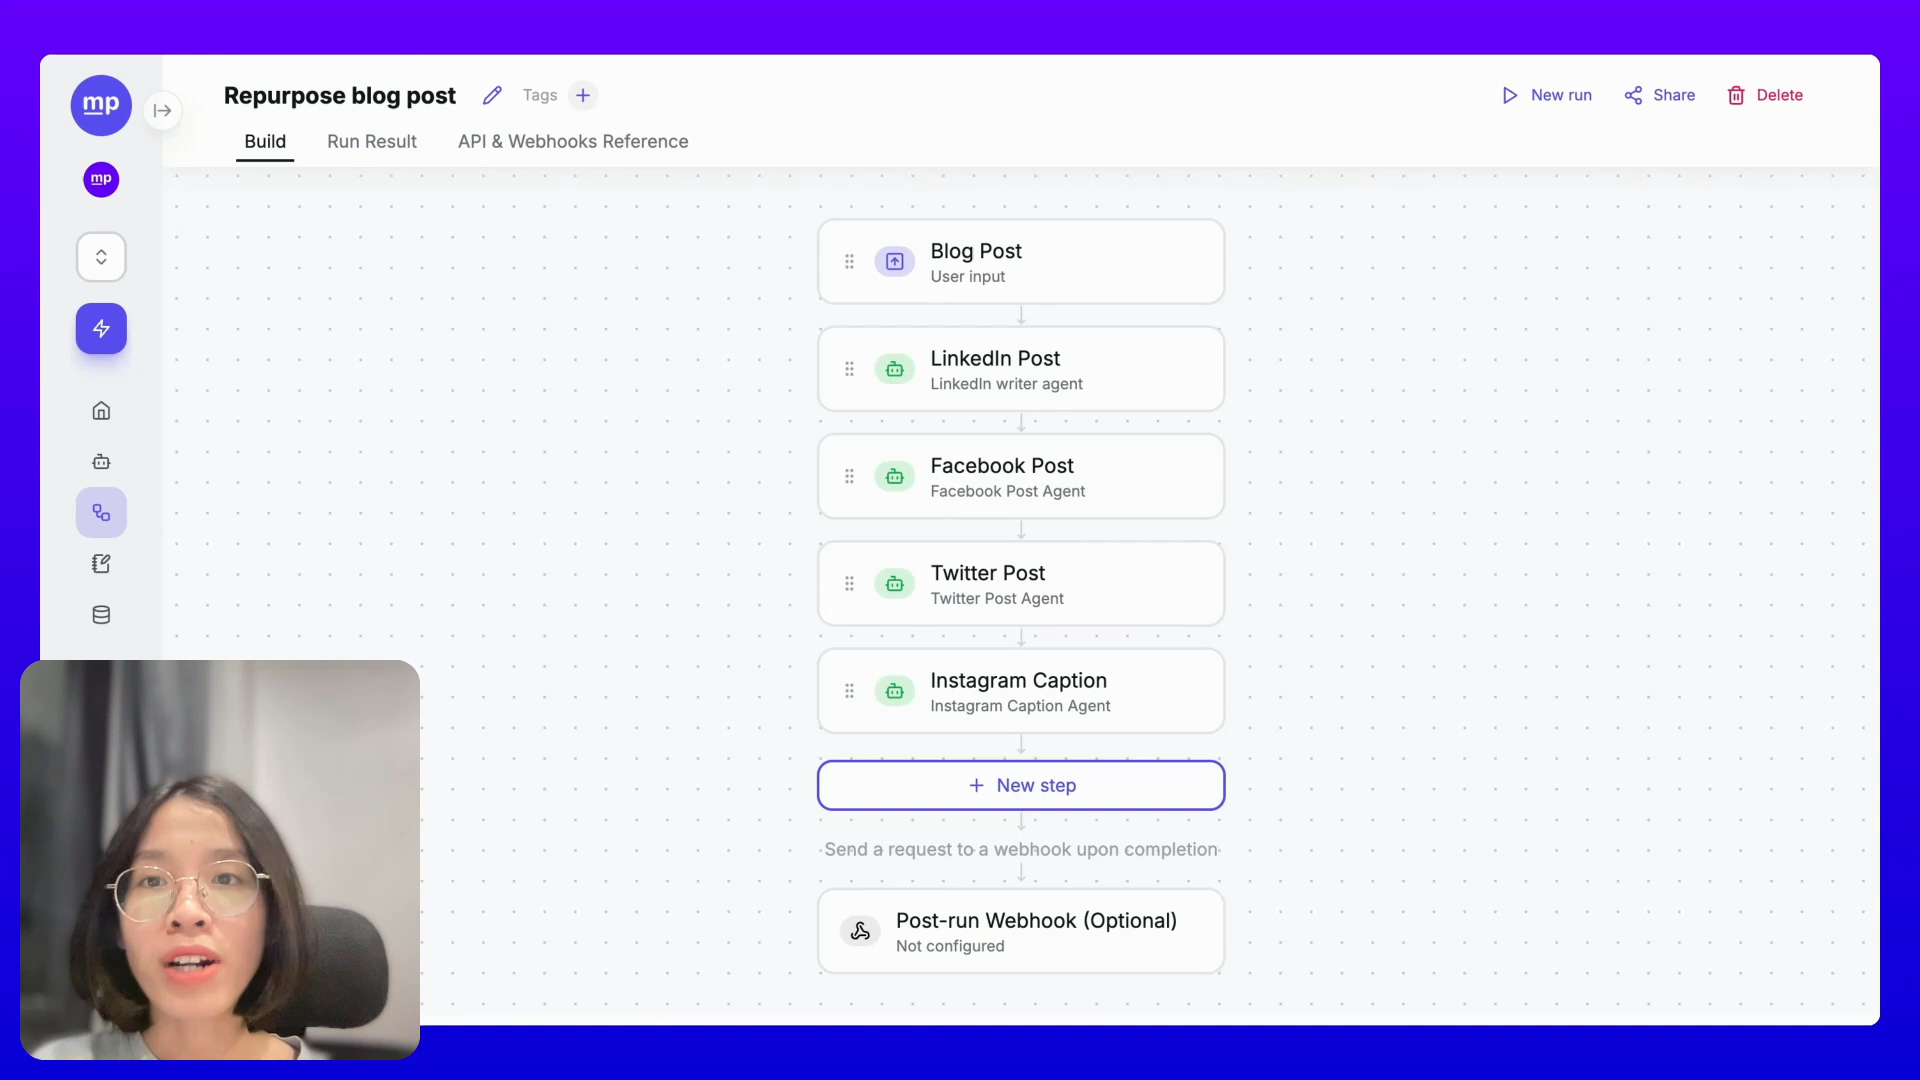 mp
mp
Repurpose blog post
Tags
New run
Share
Delete
Build
Run Result
API & Webhooks Reference
Blog Post
User input
LinkedIn Post
LinkedIn writer agent
Facebook Post
Facebook Post Agent
Twitter Post
Twitter Post Agent
Instagram Caption
Instagram Caption Agent
+ New step
Send a request to a webhook upon completion
Post-run Webhook (Optional)
Not configured